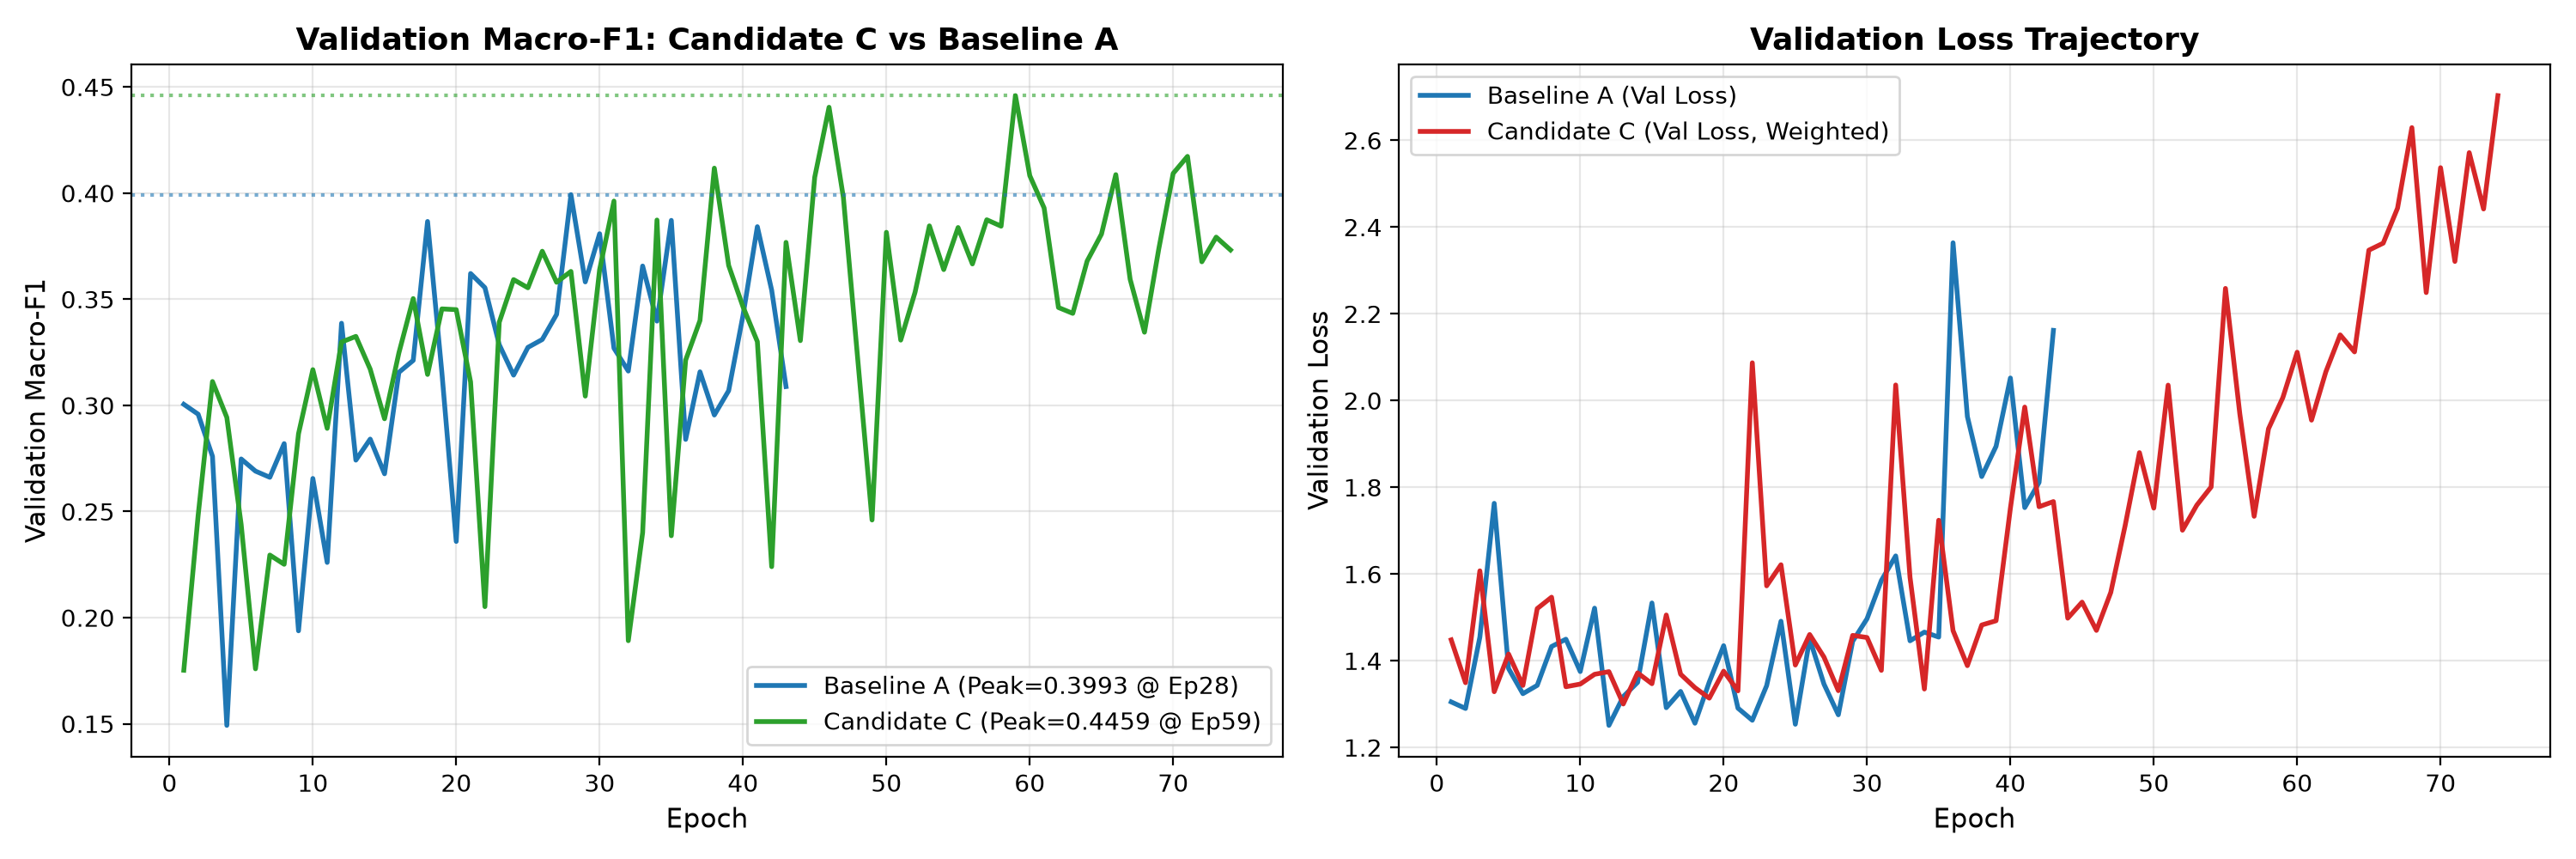 Validation Macro-F1: Candidate C vs Baseline A
Validation Macro-F1
0.45
0.40
0.35
0.30
0.25
0.20
0.15
Baseline A (Peak=0.3993 @ Ep28)
Candidate C (Peak=0.4459 @ Ep59)
0 10 20 30 40 50 60 70
Epoch
Validation Loss Trajectory
Baseline A (Val Loss)
Candidate C (Val Loss, Weighted)
Validation Loss
2.6
2.4
2.2
2.0
1.8
1.6
1.4
1.2
0 10 20 30 40 50 60 70
Epoch